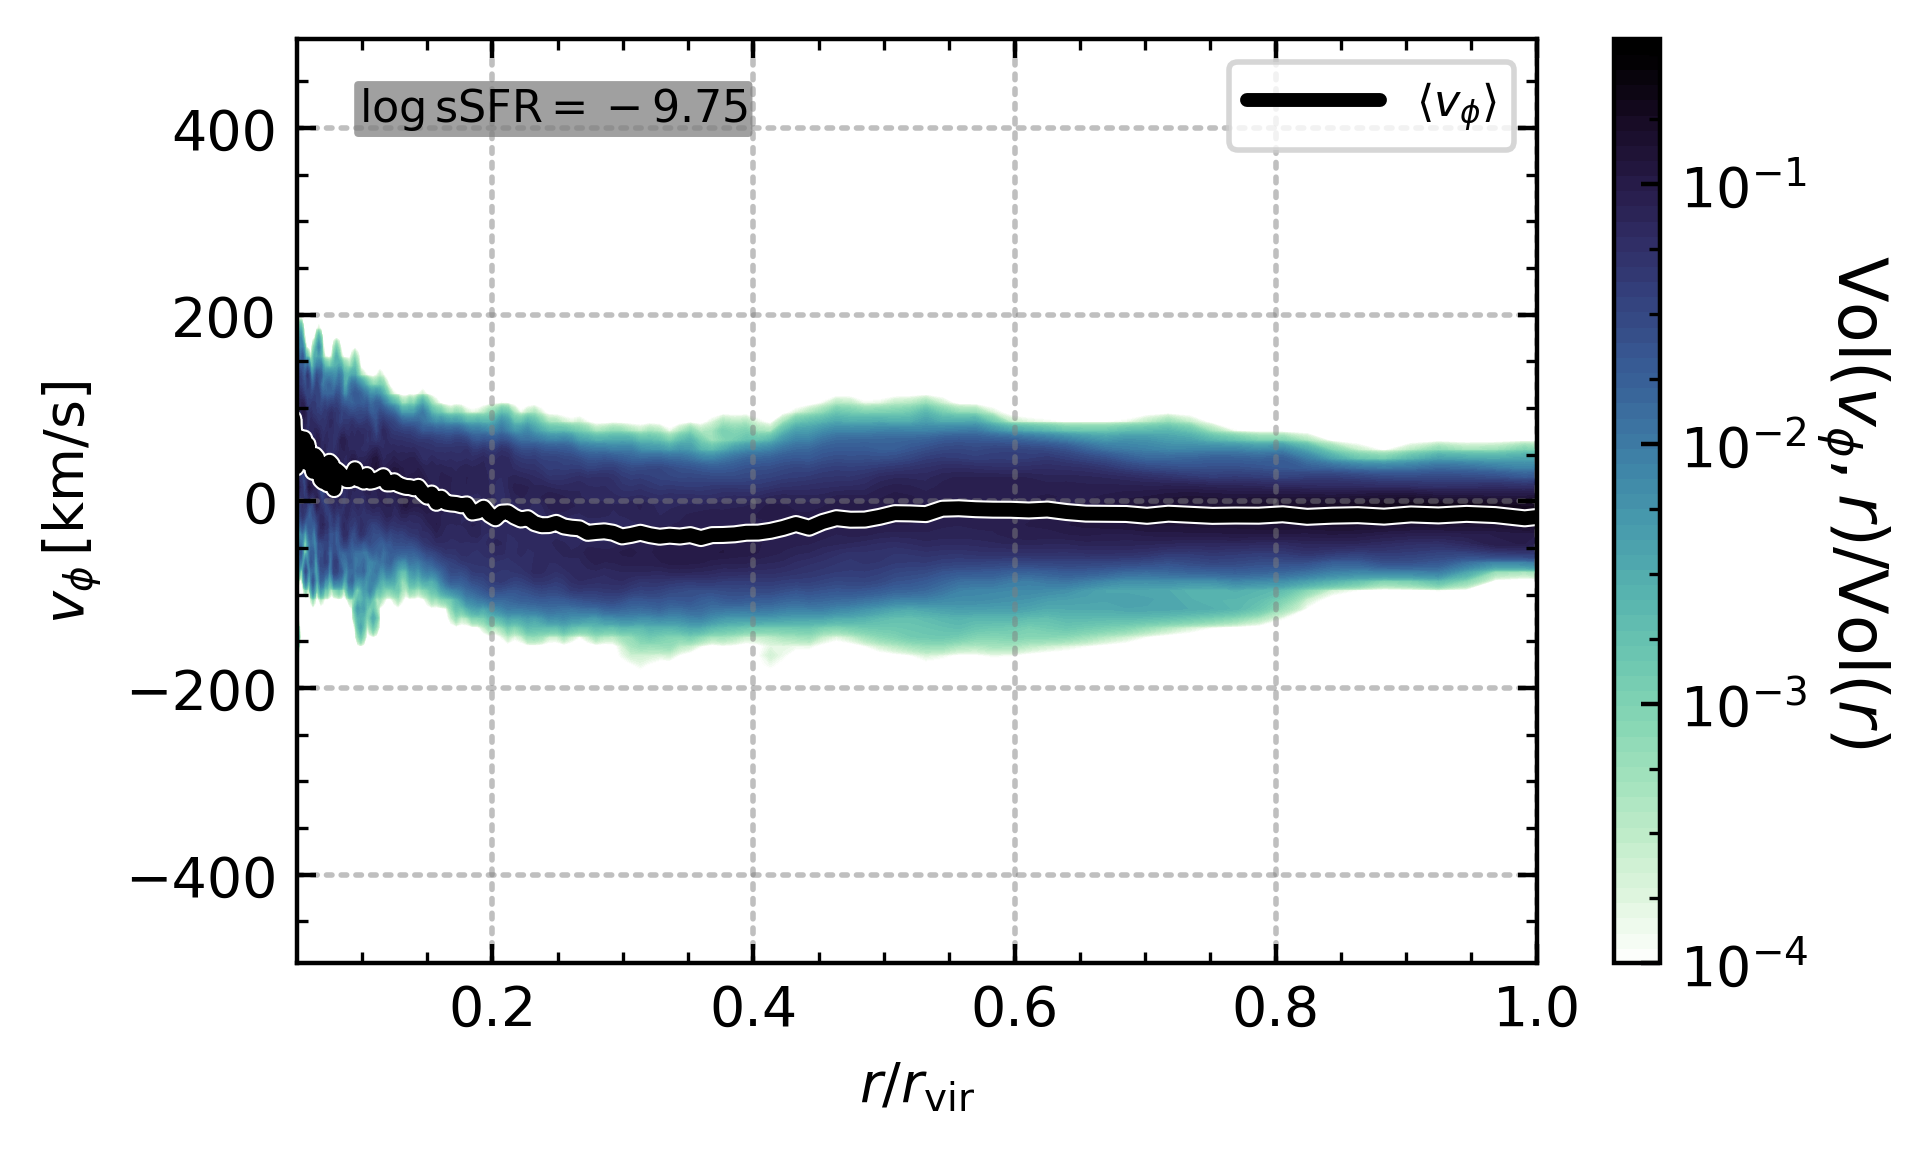 log sSFR = −9.75
⟨v_ϕ⟩
400
200
0
−200
−400
v_ϕ [km/s]
0.2 0.4 0.6 0.8 1.0
r/r_vir
10⁻¹
10⁻²
10⁻³
10⁻⁴
Vol(v_ϕ, r)/Vol(r)